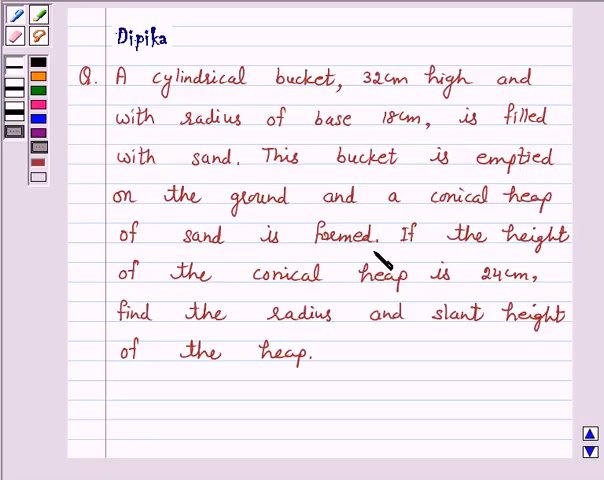 Dipika
Q. A cylindrical bucket, 32cm high and
with radius of base 18cm, is filled
with sand. This bucket is emptied
on the ground and a conical heap
of sand is formed. If the height
of the conical heap is 24cm,
find the radius and slant height
of the heap.